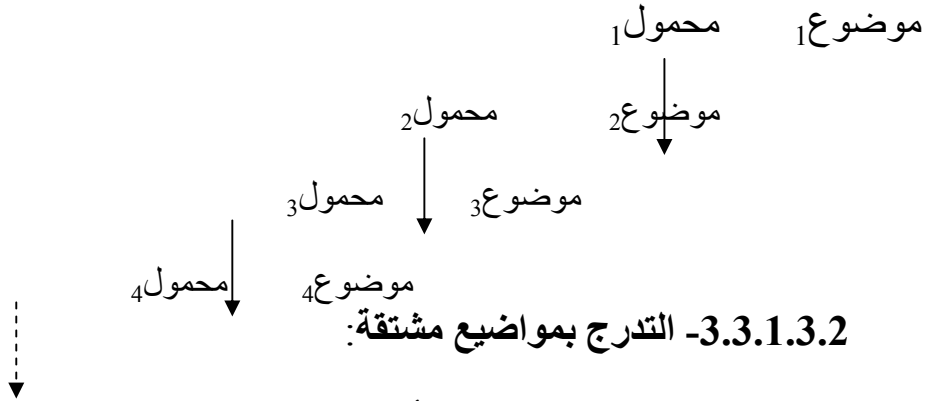 موضوع1 محمول1
موضوع2 محمول2
موضوع3 محمول3
موضوع4 محمول4
3.3.1.3.2- التدرج بمواضيع مشتقة: